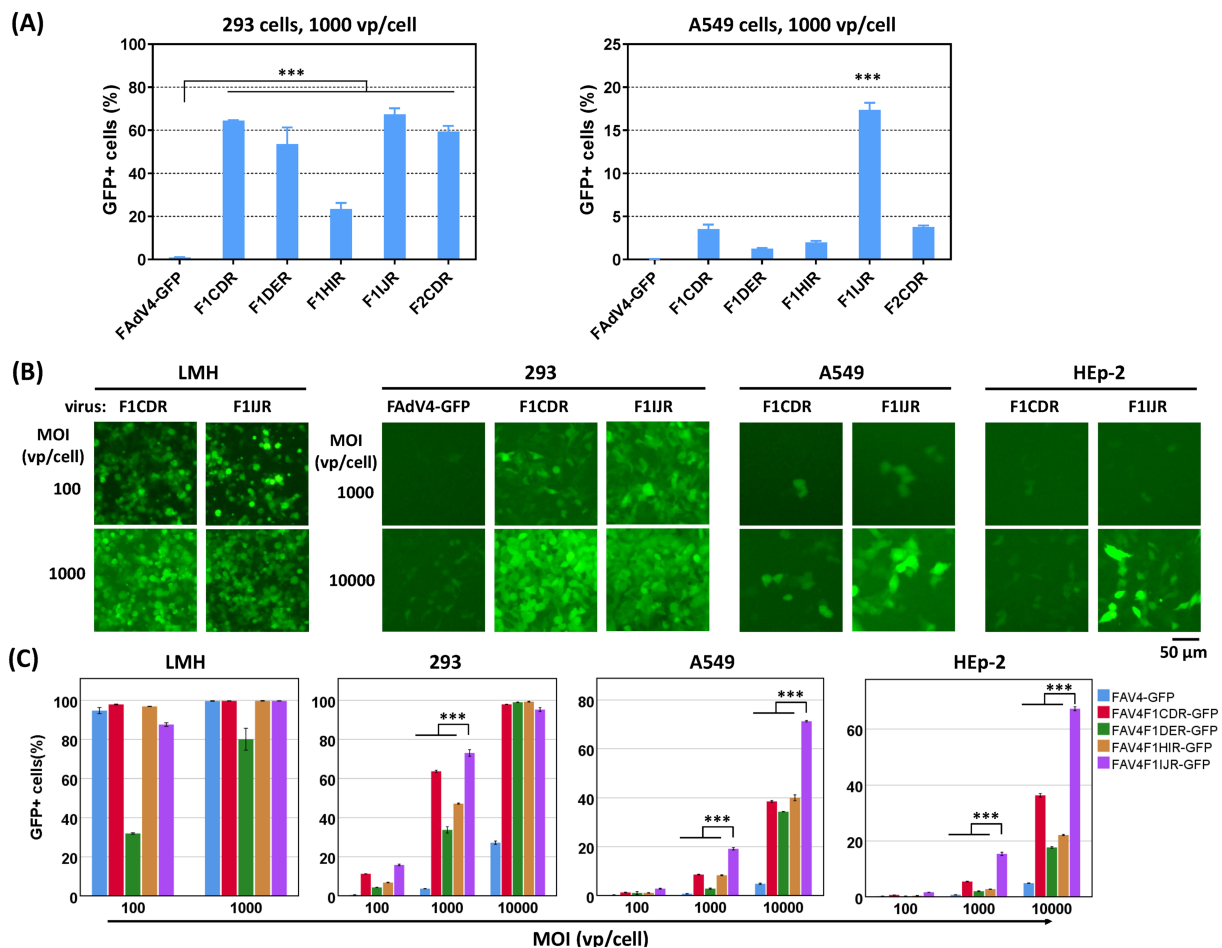 (A)
293 cells, 1000 vp/cell
GFP+ cells (%)
100
80
60
40
20
0
***
FAdV4-GFP
F1CDR
F1DER
F1HIR
F1IJR
F2CDR
A549 cells, 1000 vp/cell
GFP+ cells (%)
25
20
15
10
5
0
***
FAdV4-GFP
F1CDR
F1DER
F1HIR
F1IJR
F2CDR
(B)
LMH
293
A549
HEp-2
virus: F1CDR F1IJR
FAdV4-GFP F1CDR F1IJR
F1CDR F1IJR
F1CDR F1IJR
MOI
(vp/cell)
100
1000
MOI
(vp/cell)
1000
10000
50 µm
(C)
LMH
GFP+ cells(%)
100
80
60
40
20
0
100 1000
293
100
80
60
40
20
0
***
100 1000 10000
A549
80
60
40
20
0
***
***
100 1000 10000
HEp-2
60
40
20
0
***
***
100 1000 10000
FAV4-GFP
FAV4F1CDR-GFP
FAV4F1DER-GFP
FAV4F1HIR-GFP
FAV4F1IJR-GFP
MOI (vp/cell)